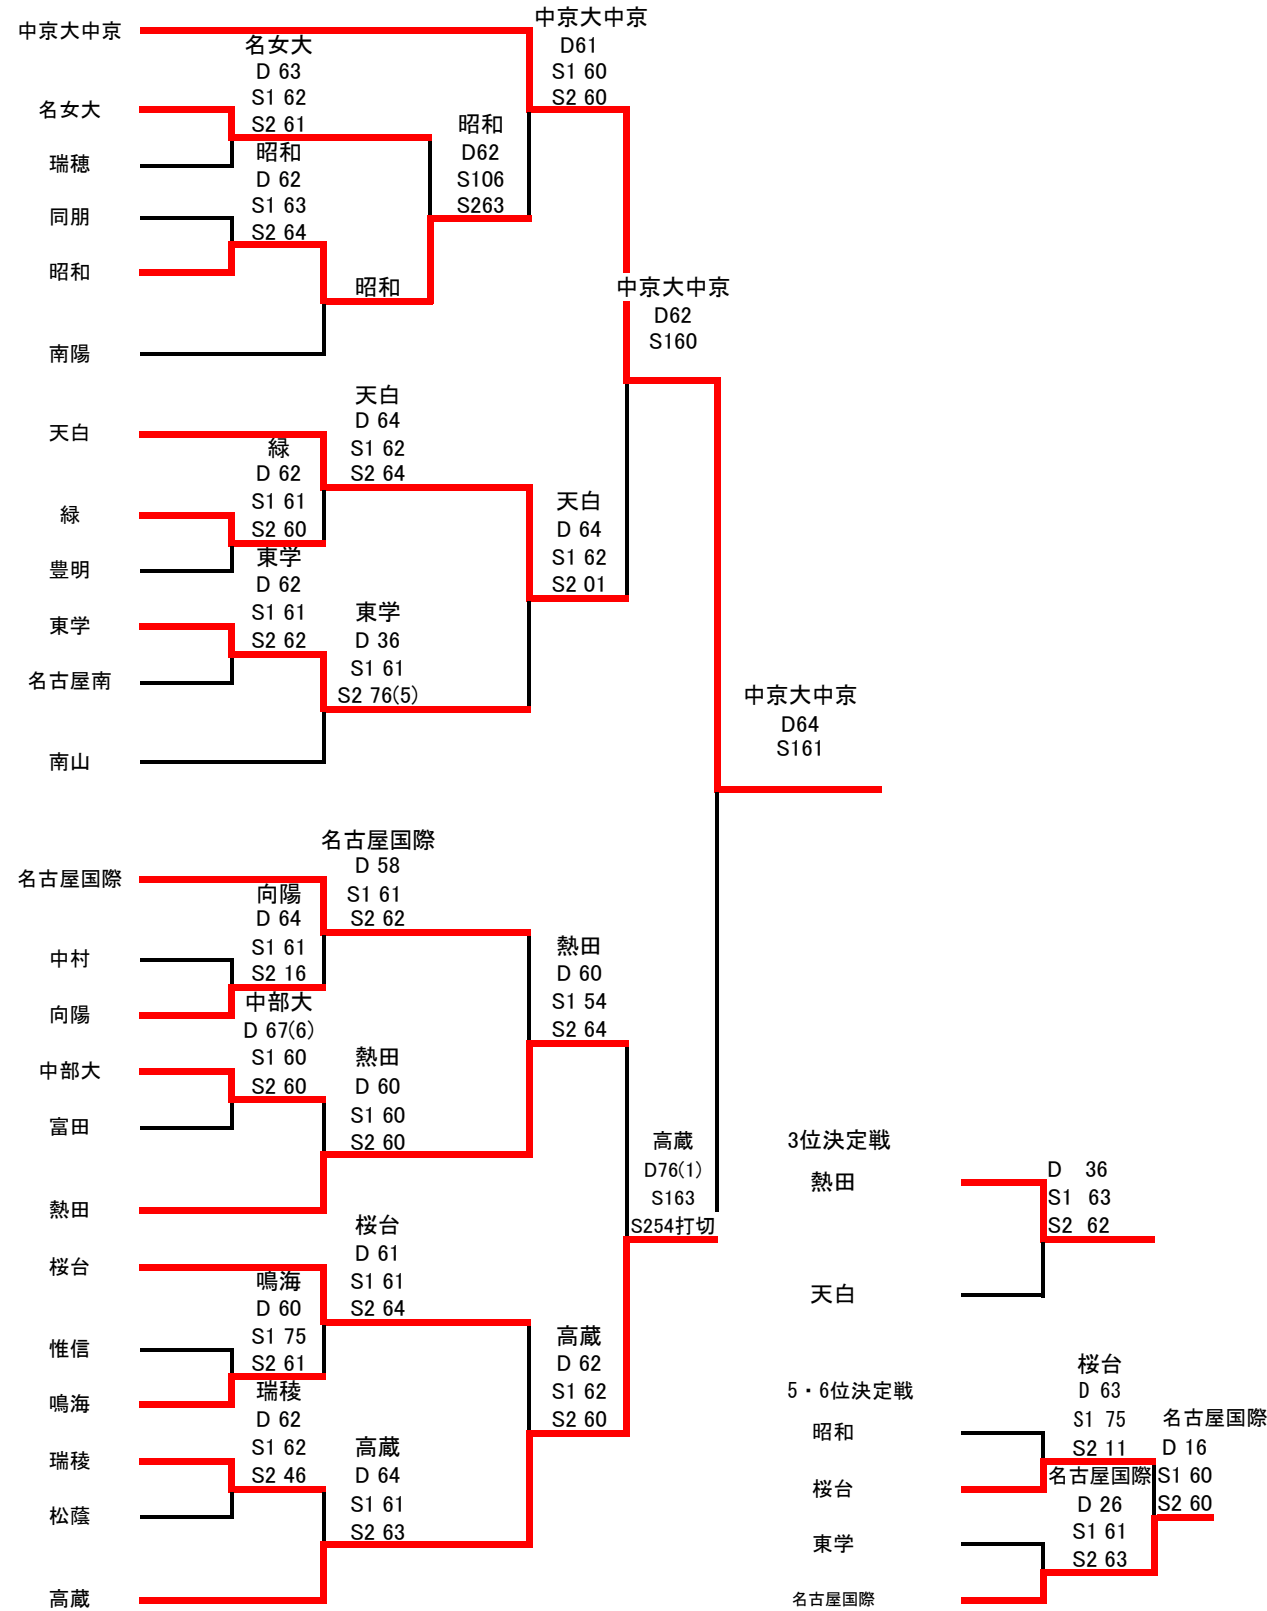 中京大中京
名女大
瑞穂
同朋
昭和
南陽
天白
緑
豊明
東学
名古屋南
南山
名古屋国際
中村
向陽
中部大
富田
熱田
桜台
惟信
鳴海
瑞稜
松蔭
高蔵
名女大
D 63
S1 62
S2 61
昭和
D 62
S1 63
S2 64
緑
D 62
S1 61
S2 60
東学
D 62
S1 61
S2 62
向陽
D 64
S1 61
S2 16
中部大
D 67(6)
S1 60
S2 60
鳴海
D 60
S1 75
S2 61
瑞稜
D 62
S1 62
S2 46
昭和
天白
D 64
S1 62
S2 64
東学
D 36
S1 61
S2 76(5)
名古屋国際
D 58
S1 61
S2 62
熱田
D 60
S1 60
S2 60
桜台
D 61
S1 61
S2 64
高蔵
D 64
S1 61
S2 63
昭和
D62
S106
S263
中京大中京
D61
S1 60
S2 60
天白
D 64
S1 62
S2 01
熱田
D 60
S1 54
S2 64
高蔵
D 62
S1 62
S2 60
中京大中京
D62
S160
高蔵
D76(1)
S163
S254打切
中京大中京
D64
S161
3位決定戦
熱田
天白
D 36
S1 63
S2 62
5・6位決定戦
昭和
桜台
東学
名古屋国際
桜台
D 63
S1 75
S2 11
名古屋国際
D 26
S1 61
S2 63
名古屋国際
D 16
S1 60
S2 60